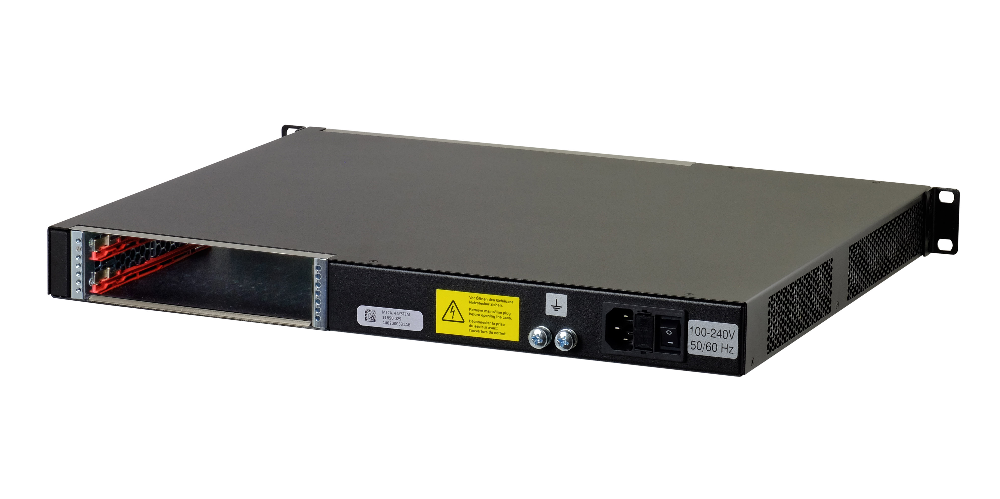 MTCA. 4 SYSTEM
11850 029
1402000531AB
Vor Öffnen des Gehäuses
Netzstecker ziehen.
Remove mains/line plug
before opening the case.
Déconnecter la prise
du secteur avant
l'ouverture du coffret.
100-240V
50/60 Hz